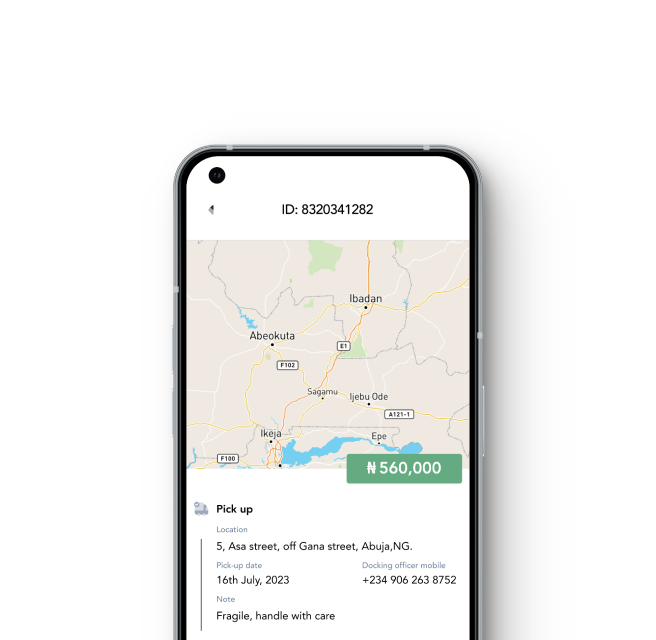 ID: 8320341282
Ibadan
Abeokuta
E1
F102
Sagamu
Ijebu Ode
A121-1
Ikeja
Epe
F100
₦ 560,000
Pick up
Location
5, Asa street, off Gana street, Abuja,NG.
Pick-up date Docking officer mobile
16th July, 2023 +234 906 263 8752
Note
Fragile, handle with care